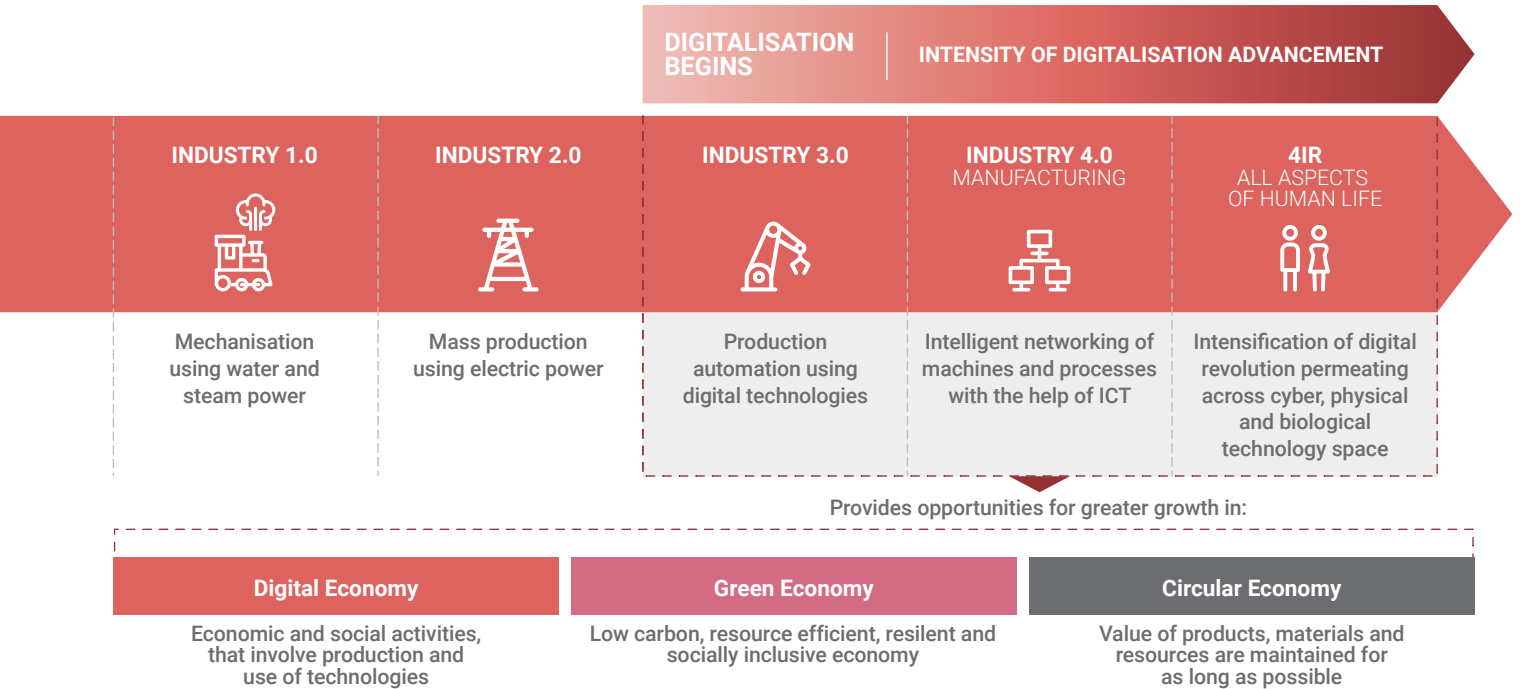 DIGITALISATION
BEGINS
INTENSITY OF DIGITALISATION ADVANCEMENT
INDUSTRY 1.0
Mechanisation
using water and
steam power
INDUSTRY 2.0
Mass production
using electric power
INDUSTRY 3.0
Production
automation using
digital technologies
INDUSTRY 4.0
MANUFACTURING
Intelligent networking of
machines and processes
with the help of ICT
4IR
ALL ASPECTS
OF HUMAN LIFE
Intensification of digital
revolution permeating
across cyber, physical
and biological
technology space
Provides opportunities for greater growth in:
Digital Economy
Economic and social activities,
that involve production and
use of technologies
Green Economy
Low carbon, resource efficient, resilent and
socially inclusive economy
Circular Economy
Value of products, materials and
resources are maintained for
as long as possible